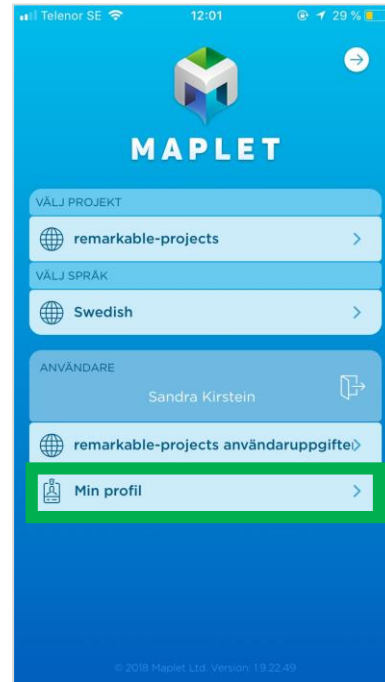 Telenor SE 12:01 29 %
MAPLET
VÄLJ PROJEKT
remarkable-projects
VÄLJ SPRÅK
Swedish
ANVÄNDARE
Sandra Kirstein
remarkable-projects användaruppgifter
Min profil
© 2018 Maplet Ltd. Version: 1.9.22.49